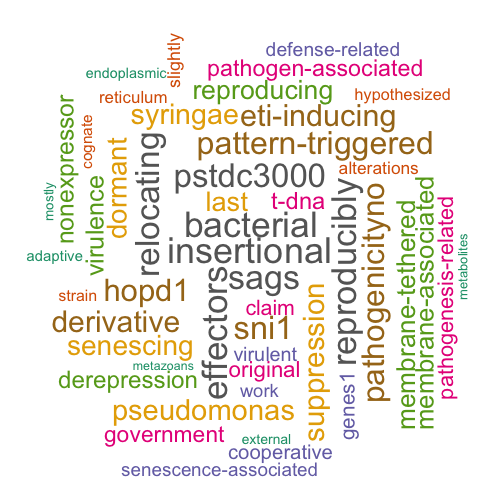 defense-related
slightly
endoplasmic
pathogen-associated
reproducing
reticulum
hypothesized
syringae
eti-inducing
nonexpressor
cognate
dormant
relocating
pattern-triggered
pstdc3000
alterations
mostly
virulence
last
t-dna
reproducibly
pathogenicityno
bacterial
membrane-tethered
membrane-associated
pathogenesis-related
metabolites
adaptive
insertional
effectors
sags
strain
hopd1
claim
suppression
derivative
sni1
senescing
virulent
metazoans
original
genes1
derepression
work
pseudomonas
government
external
cooperative
senescence-associated